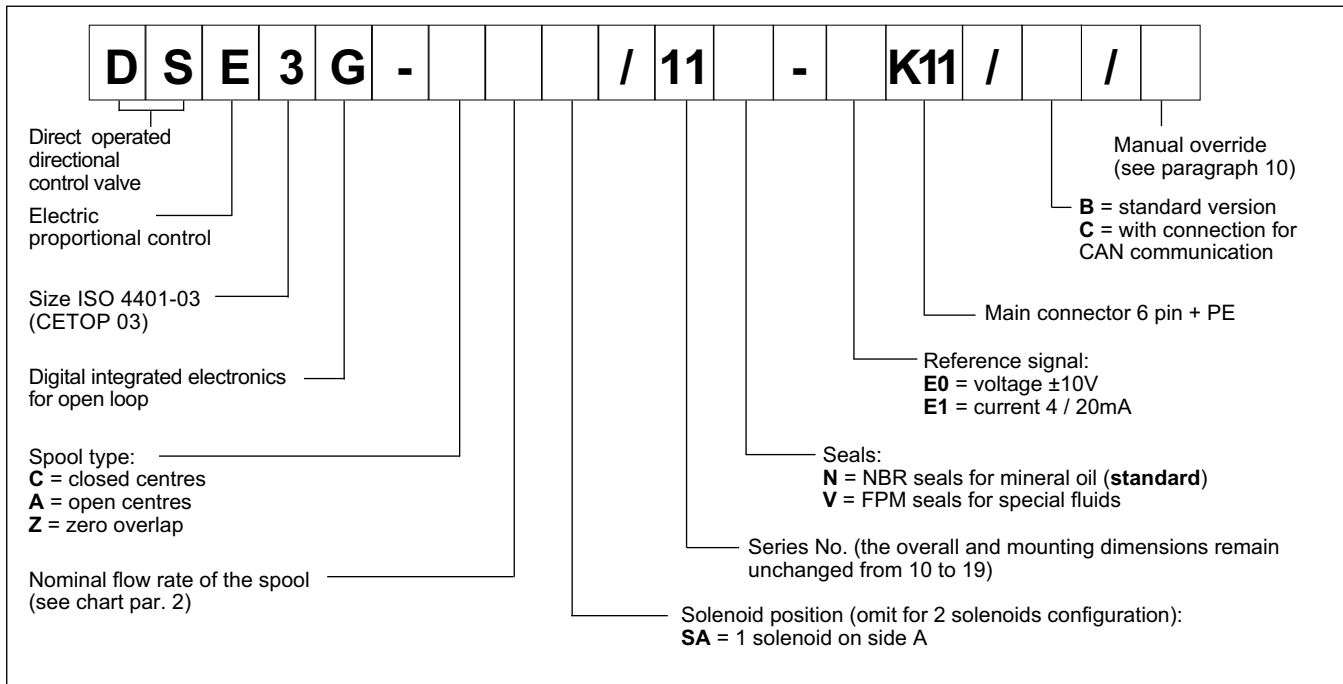 D S E 3 G - / 11 - K11 / /
Direct operated
directional
control valve
Electric
proportional control
Size ISO 4401-03
(CETOP 03)
Digital integrated electronics
for open loop
Spool type:
C = closed centres
A = open centres
Z = zero overlap
Nominal flow rate of the spool
(see chart par. 2)
Manual override
(see paragraph 10)
B = standard version
C = with connection for
CAN communication
Main connector 6 pin + PE
Reference signal:
E0 = voltage ±10V
E1 = current 4 / 20mA
Seals:
N = NBR seals for mineral oil (standard)
V = FPM seals for special fluids
Series No. (the overall and mounting dimensions remain
unchanged from 10 to 19)
Solenoid position (omit for 2 solenoids configuration):
SA = 1 solenoid on side A